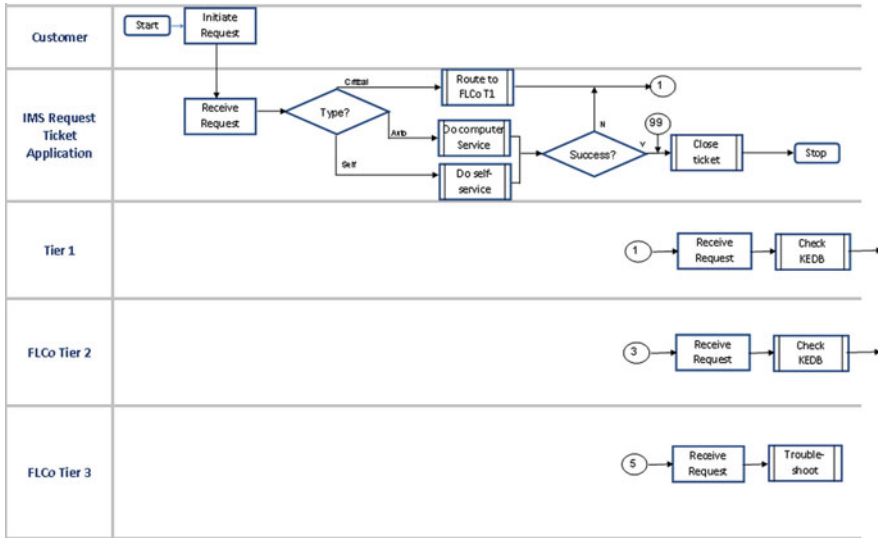 Customer
Start
Initiate
Request
IMS Request
Ticket
Application
Receive
Request
Type?
Critical
Auto
Self
Route to
FLCo T1
Do computer
Service
Do self-
service
Success?
N
Y
1
99
Close
ticket
Stop
Tier 1
1
Receive
Request
Check
KEDB
FLCo Tier 2
3
Receive
Request
Check
KEDB
FLCo Tier 3
5
Receive
Request
Trouble-
shoot